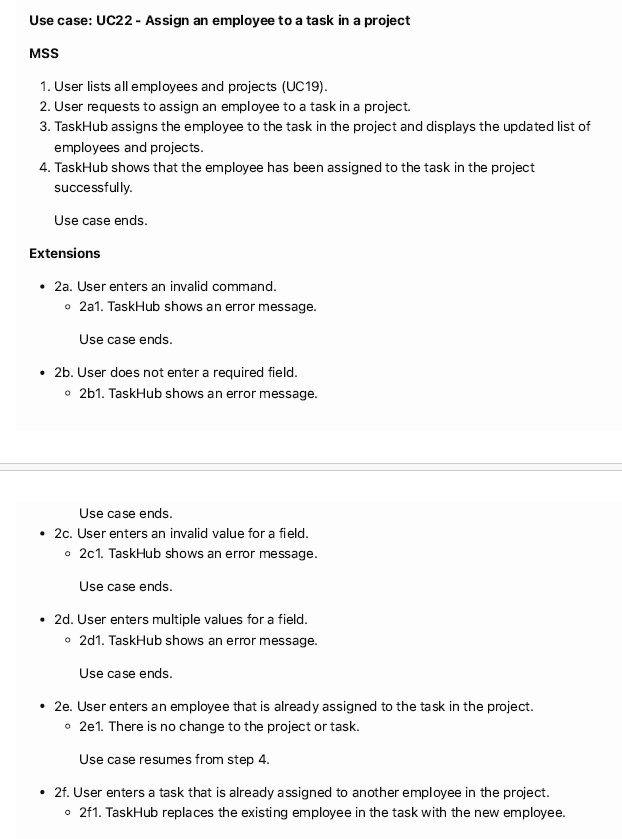 Use case: UC22 - Assign an employee to a task in a project
MSS
1. User lists all employees and projects (UC19).
2. User requests to assign an employee to a task in a project.
3. TaskHub assigns the employee to the task in the project and displays the updated list of
employees and projects.
4. TaskHub shows that the employee has been assigned to the task in the project
successfully.
Use case ends.
Extensions
• 2a. User enters an invalid command.
◦ 2a1. TaskHub shows an error message.
Use case ends.
• 2b. User does not enter a required field.
◦ 2b1. TaskHub shows an error message.
Use case ends.
• 2c. User enters an invalid value for a field.
◦ 2c1. TaskHub shows an error message.
Use case ends.
• 2d. User enters multiple values for a field.
◦ 2d1. TaskHub shows an error message.
Use case ends.
• 2e. User enters an employee that is already assigned to the task in the project.
◦ 2e1. There is no change to the project or task.
Use case resumes from step 4.
• 2f. User enters a task that is already assigned to another employee in the project.
◦ 2f1. TaskHub replaces the existing employee in the task with the new employee.